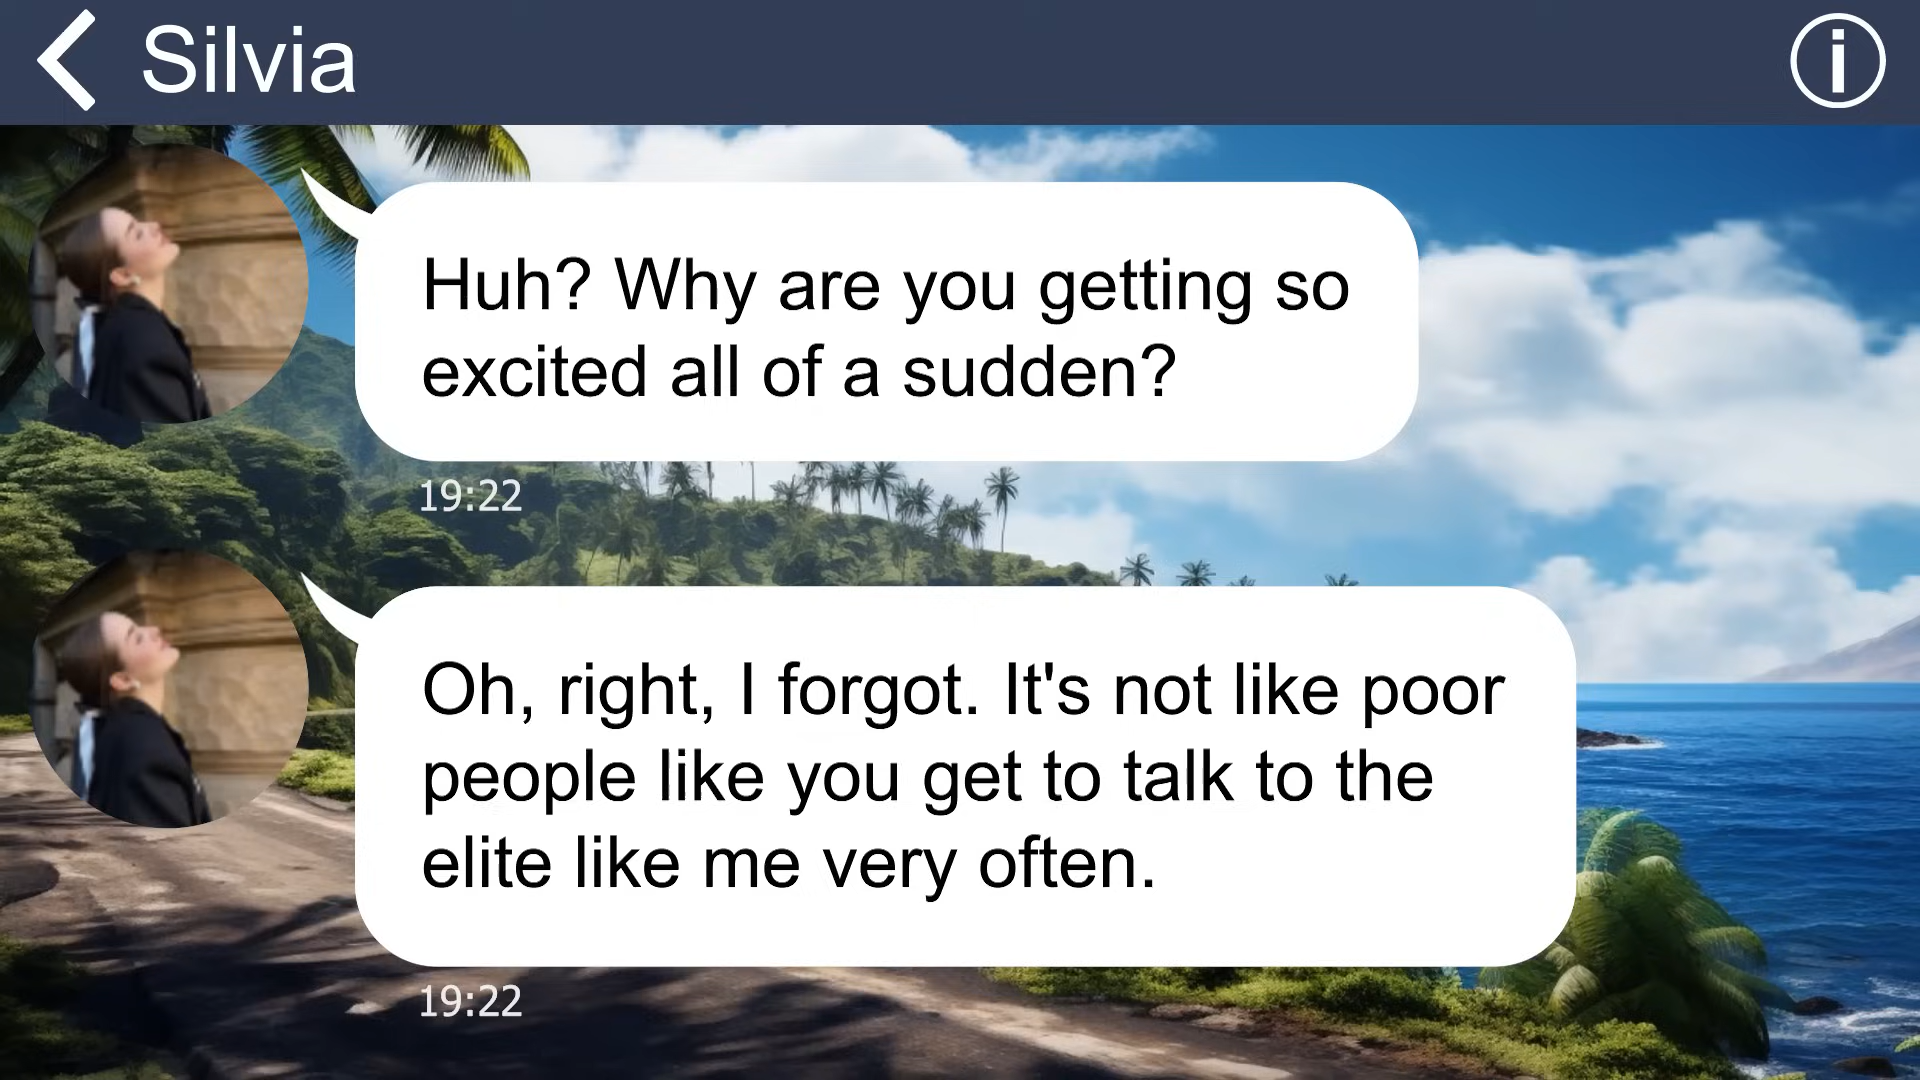 Silvia
Huh? Why are you getting so
excited all of a sudden?
19:22
Oh, right, I forgot. It's not like poor
people like you get to talk to the
elite like me very often.
19:22